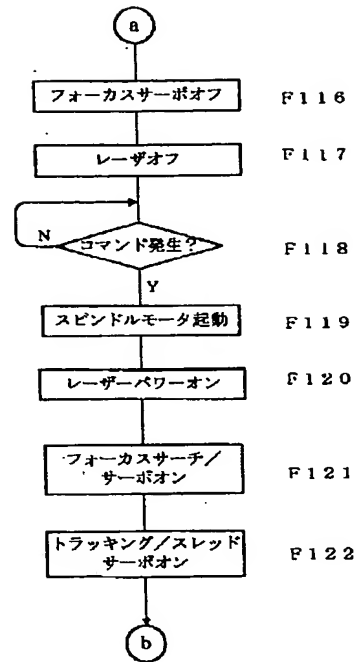 a
フォーカスサーボオフ F116
レーザオフ F117
N
コマンド発生? F118
Y
スピンドルモータ起動 F119
レーザーパワーオン F120
フォーカスサーチ/
サーボオン F121
トラッキング/スレッド
サーボオン F122
b